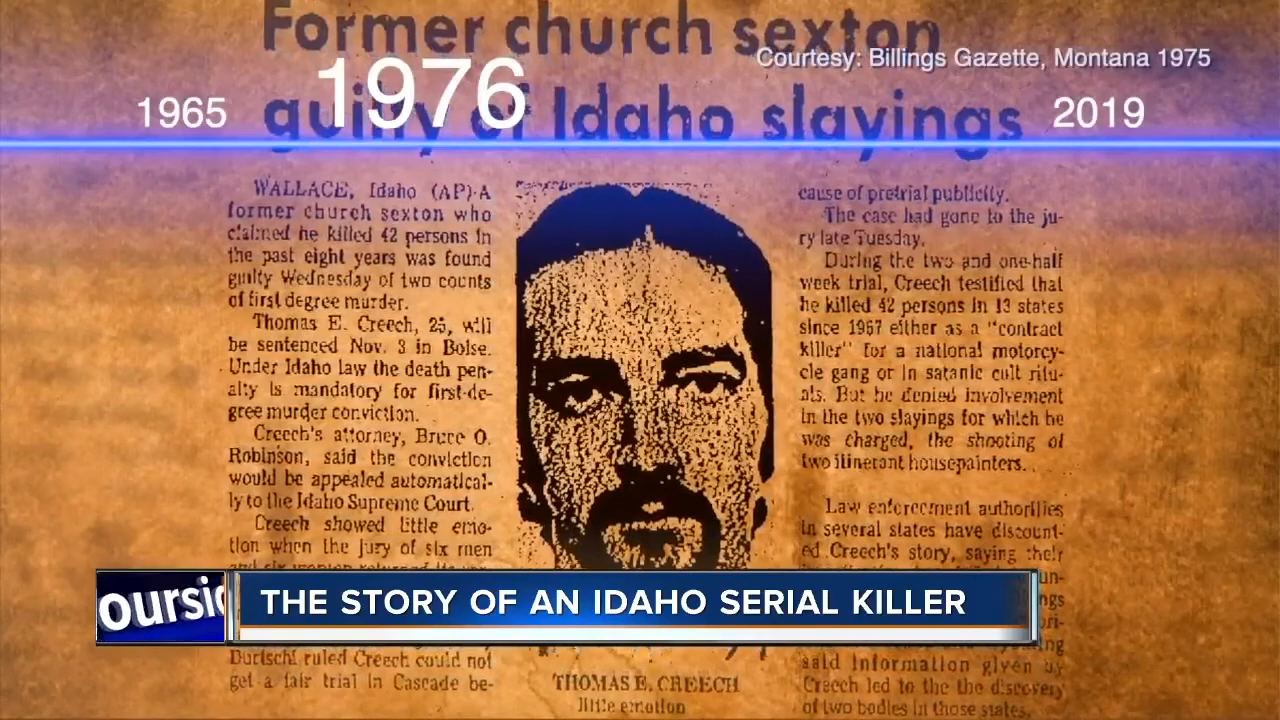 Former church sexton
Courtesy: Billings Gazette, Montana 1975
1965
1976
2019
guilty of Idaho slayings
WALLACE, Idaho (AP)-A
former church sexton who
claimed he killed 42 persons in
the past eight years was found
guilty Wednesday of two counts
of first degree murder.
Thomas E. Creech, 25, will
be sentenced Nov. 3 in Boise.
Under Idaho law the death pen-
alty is mandatory for first-de-
gree murder conviction.
Creech's attorney, Bruce O.
Robinson, said the conviction
would be appealed automatical-
ly to the Idaho Supreme Court.
Creech showed little emo-
tion when the jury of six men
Durtschi ruled Creech could not
get a fair trial in Cascade be-
THOMAS E. CREECH
little emotion
cause of pretrial publicity.
The case had gone to the ju-
ry late Tuesday.
During the two and one-half
week trial, Creech testified that
he killed 42 persons in 13 states
since 1967 either as a "contract
killer" for a national motorcy-
cle gang or in satanic cult ritu-
als. But he denied involvement
in the two slayings for which he
was charged, the shooting of
two itinerant housepainters.
Law enforcement authorities
in several states have discount-
ed Creech's story, saying their
said information given by
Creech led to the the discovery
of two bodies in those states.
oursid
THE STORY OF AN IDAHO SERIAL KILLER